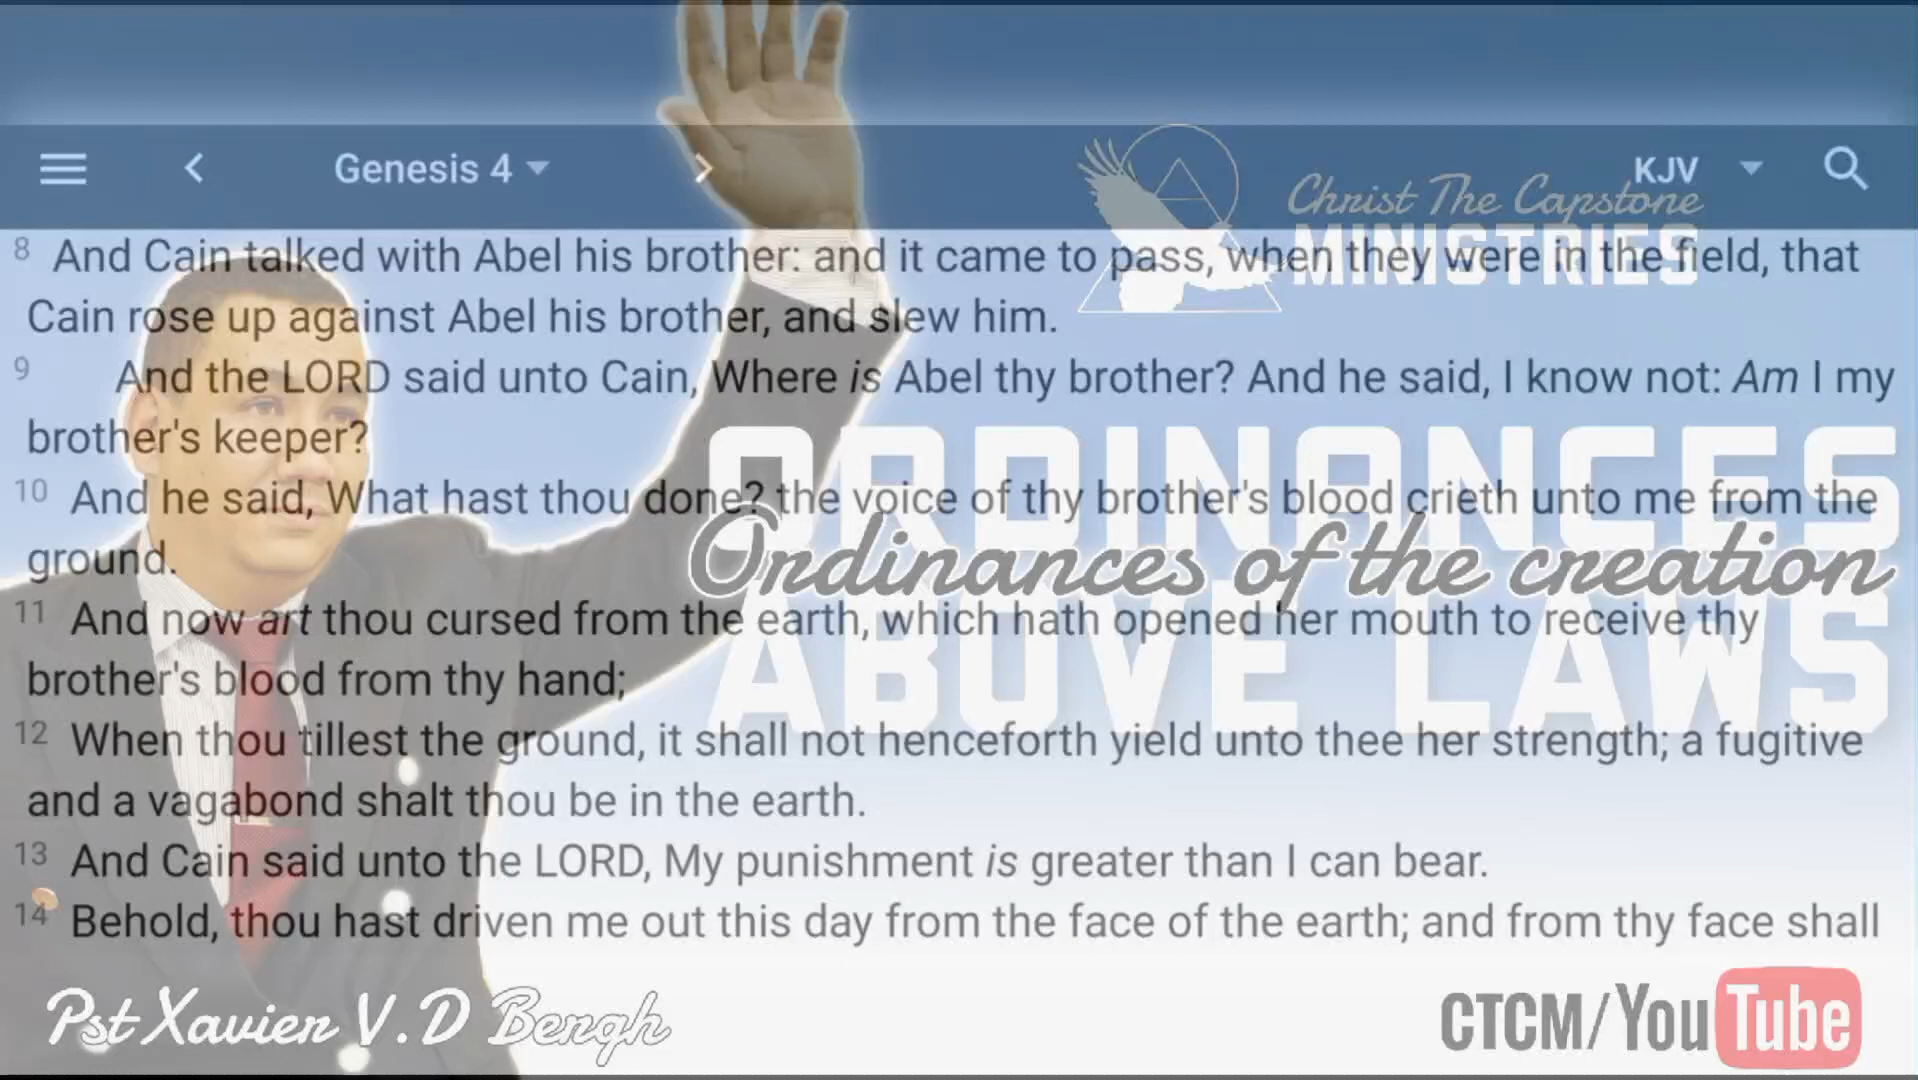 Genesis 4
KJV
Christ The Capstone
MINISTRIES
8 And Cain talked with Abel his brother: and it came to pass, when they were in the field, that
Cain rose up against Abel his brother, and slew him.
9 And the LORD said unto Cain, Where is Abel thy brother? And he said, I know not: Am I my
brother's keeper?
ORDINANCES
10 And he said, What hast thou done? the voice of thy brother's blood crieth unto me from the
ground.
Ordinances of the creation
11 And now art thou cursed from the earth, which hath opened her mouth to receive thy
brother's blood from thy hand;
ABOVE LAWS
12 When thou tillest the ground, it shall not henceforth yield unto thee her strength; a fugitive
and a vagabond shalt thou be in the earth.
13 And Cain said unto the LORD, My punishment is greater than I can bear.
14 Behold, thou hast driven me out this day from the face of the earth; and from thy face shall
Pst Xavier V.D Bergh
CTCM/YouTube